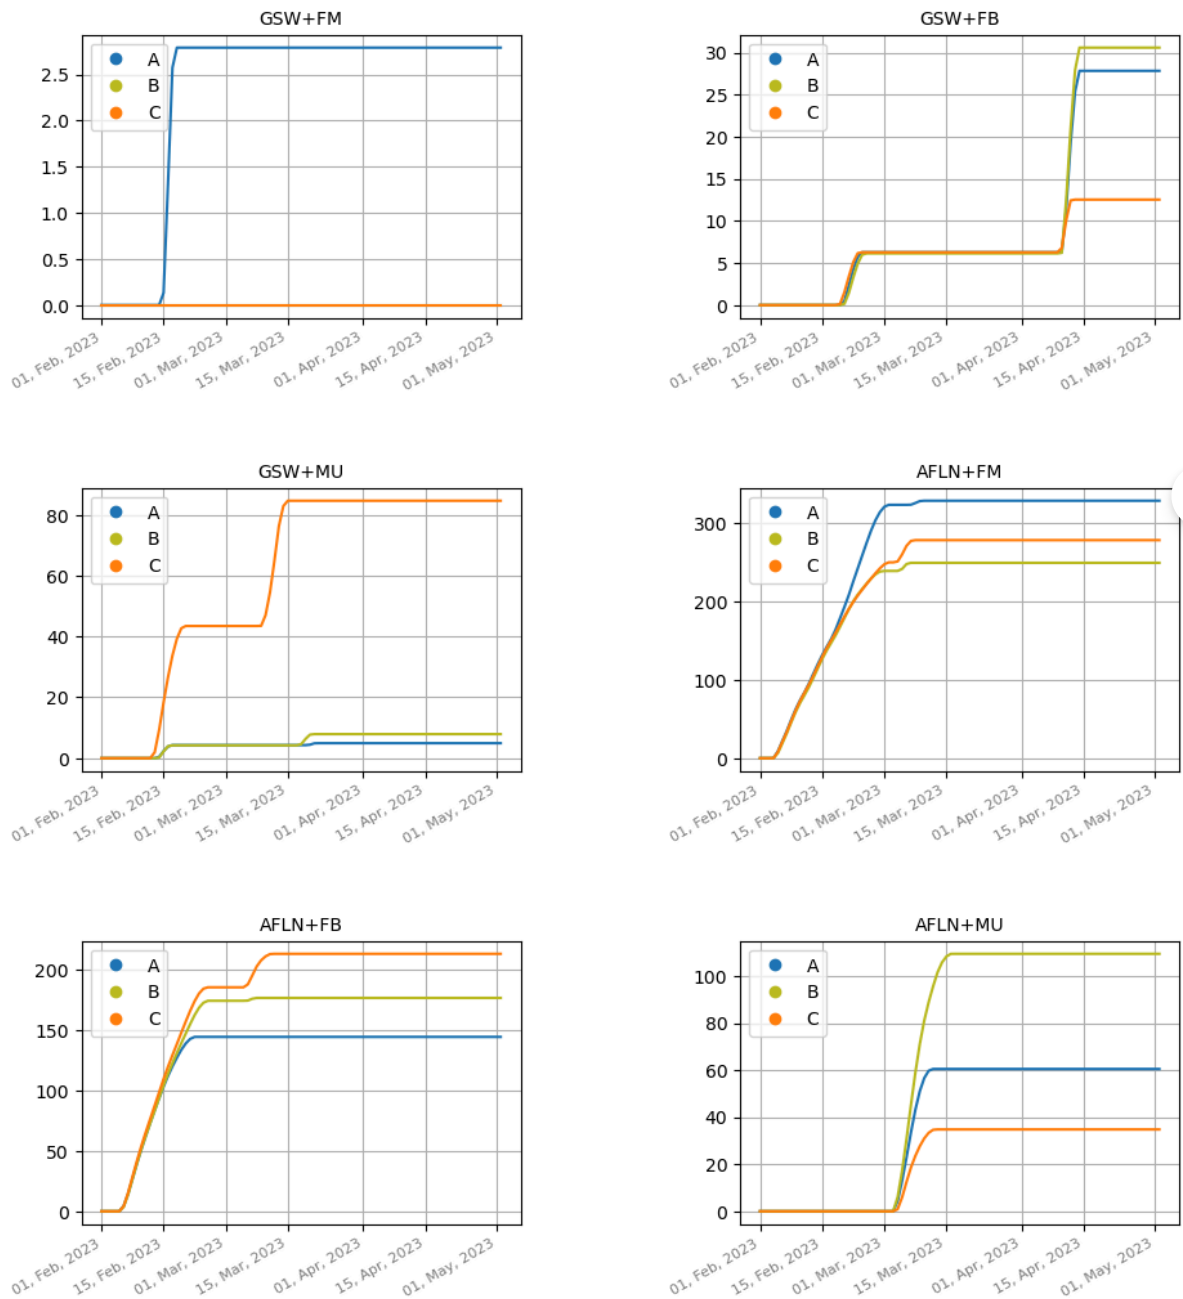 GSW+FM
A
B
C
2.5
2.0
1.5
1.0
0.5
0.0
01, Feb, 2023
15, Feb, 2023
01, Mar, 2023
15, Mar, 2023
01, Apr, 2023
15, Apr, 2023
01, May, 2023
GSW+FB
A
B
C
30
25
20
15
10
5
0
01, Feb, 2023
15, Feb, 2023
01, Mar, 2023
15, Mar, 2023
01, Apr, 2023
15, Apr, 2023
01, May, 2023
GSW+MU
A
B
C
80
60
40
20
0
01, Feb, 2023
15, Feb, 2023
01, Mar, 2023
15, Mar, 2023
01, Apr, 2023
15, Apr, 2023
01, May, 2023
AFLN+FM
A
B
C
300
200
100
0
01, Feb, 2023
15, Feb, 2023
01, Mar, 2023
15, Mar, 2023
01, Apr, 2023
15, Apr, 2023
01, May, 2023
AFLN+FB
A
B
C
200
150
100
50
0
01, Feb, 2023
15, Feb, 2023
01, Mar, 2023
15, Mar, 2023
01, Apr, 2023
15, Apr, 2023
01, May, 2023
AFLN+MU
A
B
C
100
80
60
40
20
0
01, Feb, 2023
15, Feb, 2023
01, Mar, 2023
15, Mar, 2023
01, Apr, 2023
15, Apr, 2023
01, May, 2023